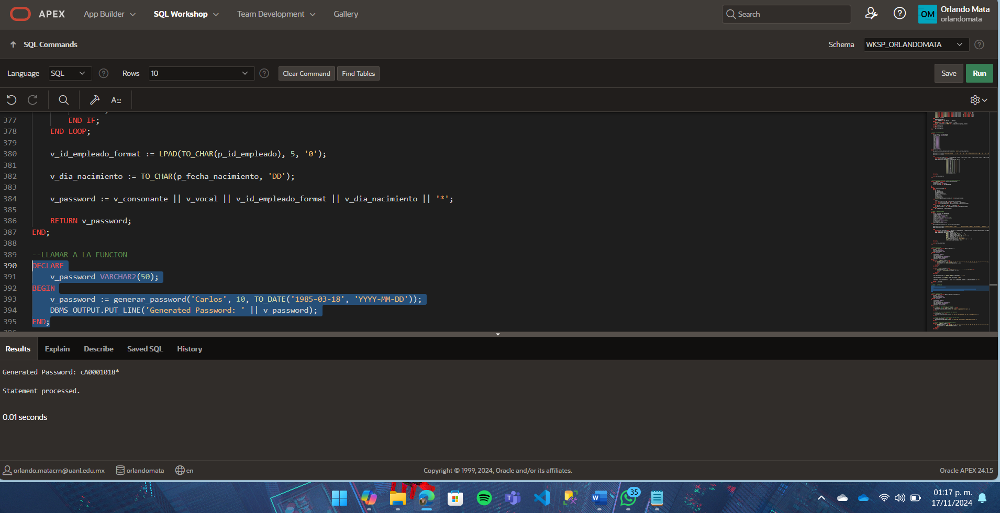 APEX App Builder SQL Workshop Team Development Gallery Search OM Orlando Mata
orlandomata
SQL Commands Schema WKSP_ORLANDOMATA
Language SQL Rows 10 Clear Command Find Tables Save Run
377 END IF;
378 END LOOP;
379
380 v_id_empleado_format := LPAD(TO_CHAR(p_id_empleado), 5, '0');
381
382 v_dia_nacimiento := TO_CHAR(p_fecha_nacimiento, 'DD');
383
384 v_password := v_consonante || v_vocal || v_id_empleado_format || v_dia_nacimiento || '*';
385
386 RETURN v_password;
387 END;
388
389 --LLAMAR A LA FUNCION
390 DECLARE
391 v_password VARCHAR2(50);
392 BEGIN
393 v_password := generar_password('Carlos', 10, TO_DATE('1985-03-18', 'YYYY-MM-DD'));
394 DBMS_OUTPUT.PUT_LINE('Generated Password: ' || v_password);
395 END;
Results Explain Describe Saved SQL History
Generated Password: cA0001018*
Statement processed.
0.01 seconds
orlando.matacrn@uanl.edu.mx orlandomata en Copyright © 1999, 2024, Oracle and/or its affiliates. Oracle APEX 24.1.5
35
01:17 p. m.
17/11/2024